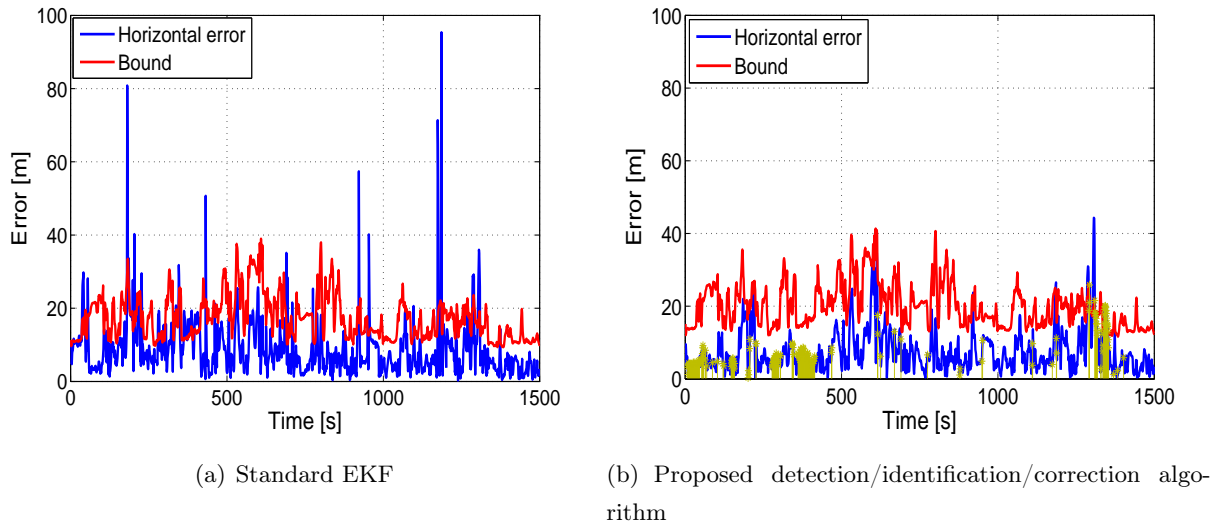 100
80
60
40
20
0
Error [m]
0
500
1000
1500
Time [s]
Horizontal error
Bound
(a) Standard EKF
100
80
60
40
20
0
Error [m]
0
500
1000
1500
Time [s]
Horizontal error
Bound
(b) Proposed detection/identification/correction algo-
rithm